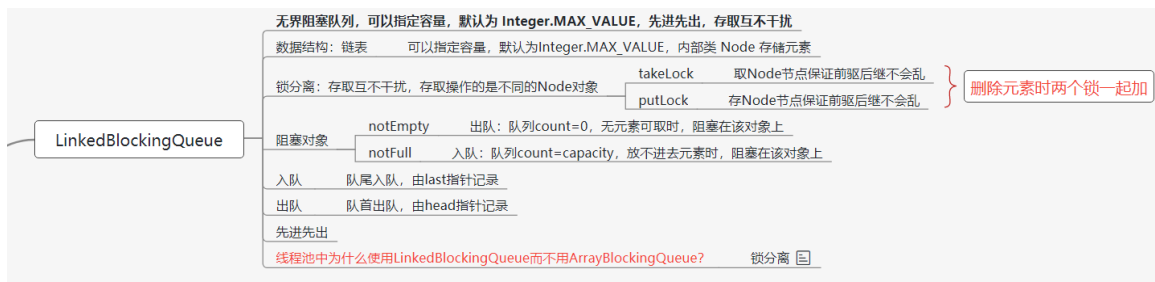 无界阻塞队列，可以指定容量，默认为 Integer.MAX_VALUE，先进先出，存取互不干扰
数据结构：链表 可以指定容量，默认为Integer.MAX_VALUE，内部类 Node 存储元素
锁分离：存取互不干扰，存取操作的是不同的Node对象
takeLock 取Node节点保证前驱后继不会乱
putLock 存Node节点保证前驱后继不会乱
删除元素时两个锁一起加
LinkedBlockingQueue
阻塞对象
notEmpty 出队：队列count=0，无元素可取时，阻塞在该对象上
notFull 入队：队列count=capacity，放不进去元素时，阻塞在该对象上
入队 队尾入队，由last指针记录
出队 队首出队，由head指针记录
先进先出
线程池中为什么使用LinkedBlockingQueue而不用ArrayBlockingQueue？ 锁分离